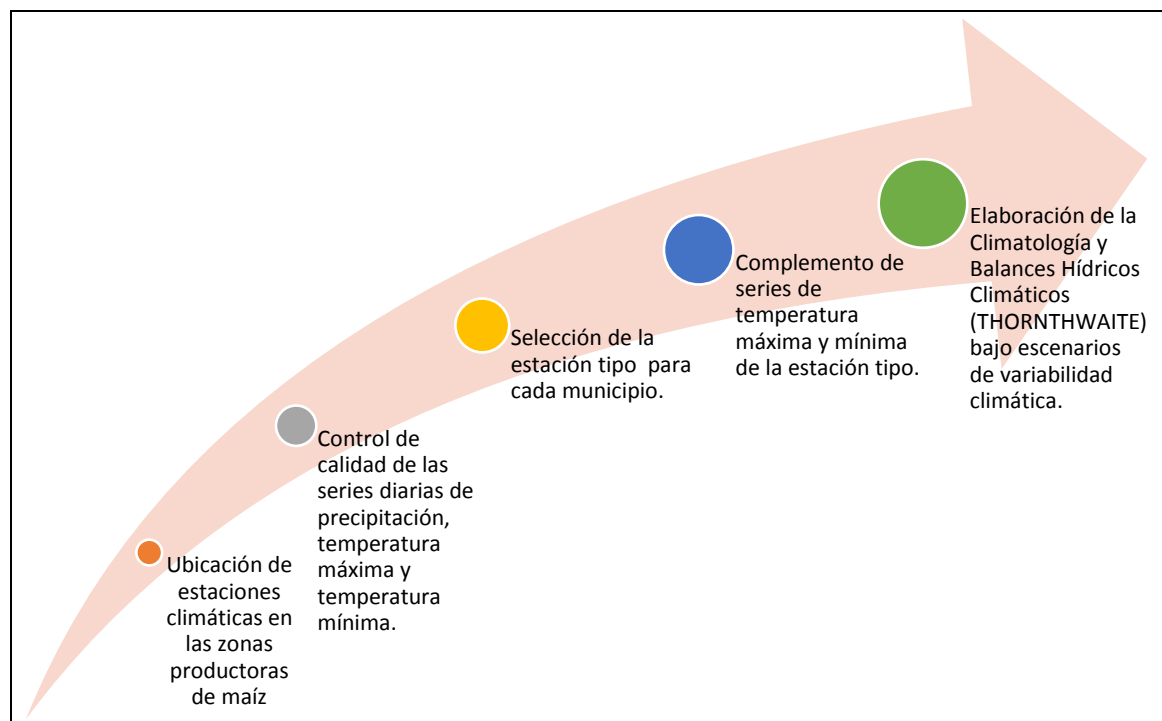 Ubicación de
estaciones
climáticas en
las zonas
productoras
de maíz
Control de
calidad de las
series diarias de
precipitación,
temperatura
máxima y
temperatura
mínima.
Selección de la
estación tipo  para
cada municipio.
Complemento de
series de
temperatura
máxima y mínima
de la estación tipo.
Elaboración de la
Climatología y
Balances Hídricos
Climáticos
(THORNTHWAITE)
bajo escenarios
de variabilidad
climática.